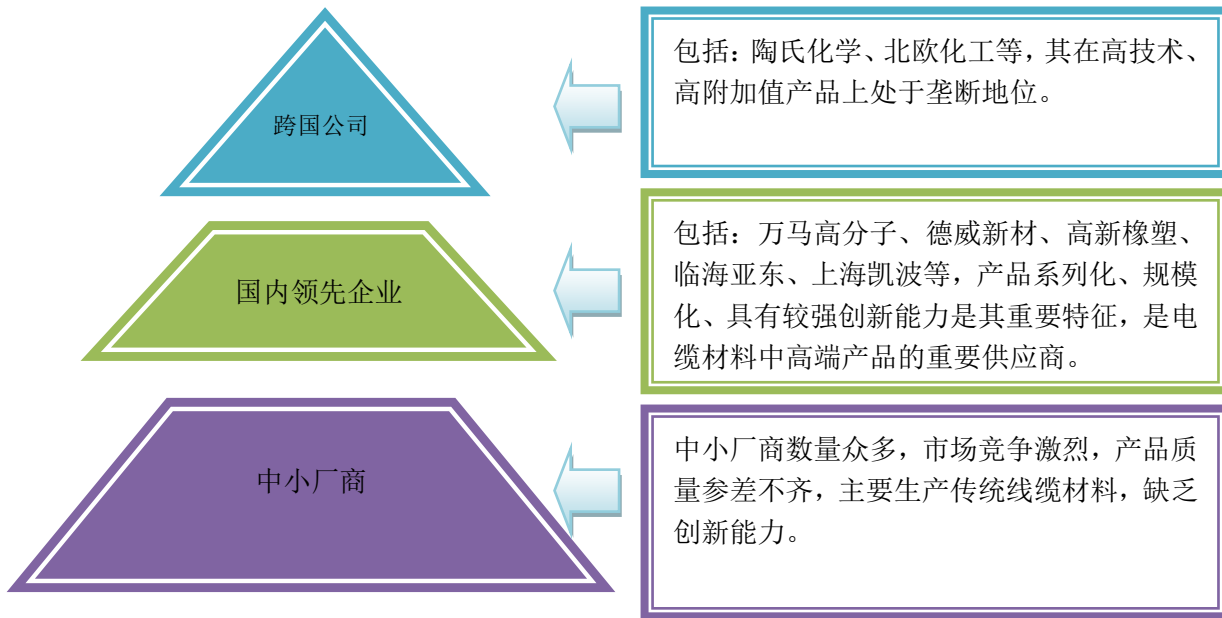 跨国公司
包括：陶氏化学、北欧化工等，其在高技术、
高附加值产品上处于垄断地位。
国内领先企业
包括：万马高分子、德威新材、高新橡塑、
临海亚东、上海凯波等，产品系列化、规模
化、具有较强创新能力是其重要特征，是电
缆材料中高端产品的重要供应商。
中小厂商
中小厂商数量众多，市场竞争激烈，产品质
量参差不齐，主要生产传统线缆材料，缺乏
创新能力。